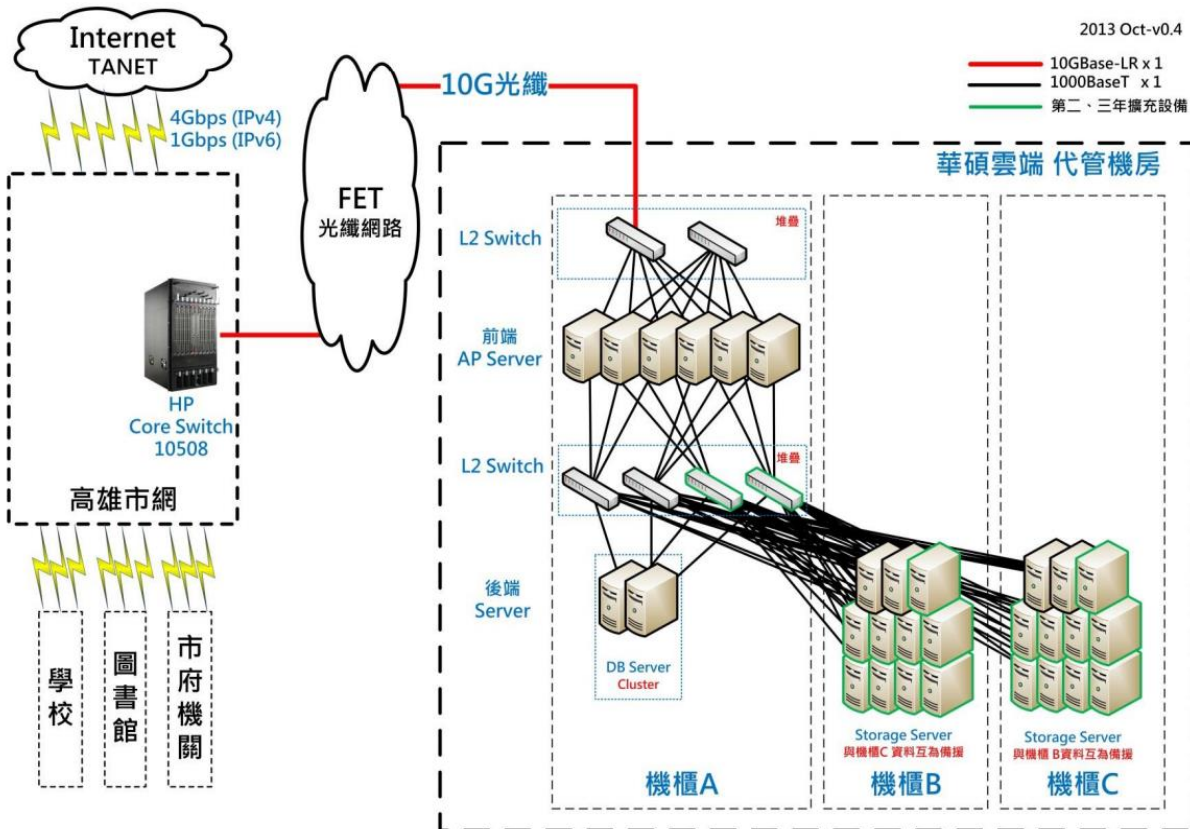 2013 Oct-v0.4
10GBase-LR x 1
1000BaseT x 1
第二、三年擴充設備
Internet
TANET
4Gbps (IPv4)
1Gbps (IPv6)
10G光纖
FET
光纖網路
HP
Core Switch
10508
高雄市網
學校
圖書館
市府機關
華碩雲端 代管機房
L2 Switch
堆疊
前端
AP Server
L2 Switch
堆疊
後端
Server
DB Server
Cluster
Storage Server
與機櫃C 資料互為備援
Storage Server
與機櫃 B資料互為備援
機櫃A
機櫃B
機櫃C